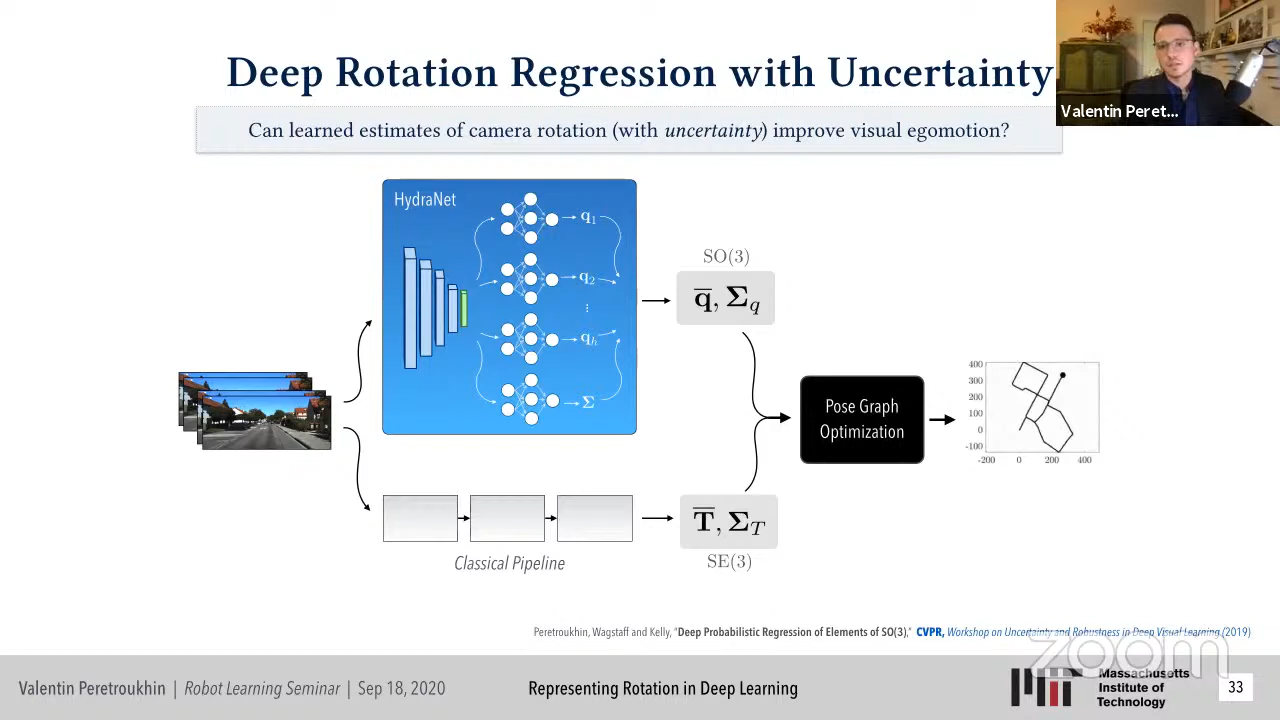 Deep Rotation Regression with Uncertainty
Valentin Peret...
Can learned estimates of camera rotation (with uncertainty) improve visual egomotion?
HydraNet
q1
q2
⋮
qh
Σ
SO(3)
q̅, Σq
Pose Graph
Optimization
400
300
200
100
0
-100
-200 0 200 400
T̅, ΣT
SE(3)
Classical Pipeline
Peretroukhin, Wagstaff and Kelly, "Deep Probabilistic Regression of Elements of SO(3)," CVPR, Workshop on Uncertainty and Robustness in Deep Visual Learning (2019)
zoom
Valentin Peretroukhin | Robot Learning Seminar | Sep 18, 2020
Representing Rotation in Deep Learning
Massachusetts
Institute of
Technology
33